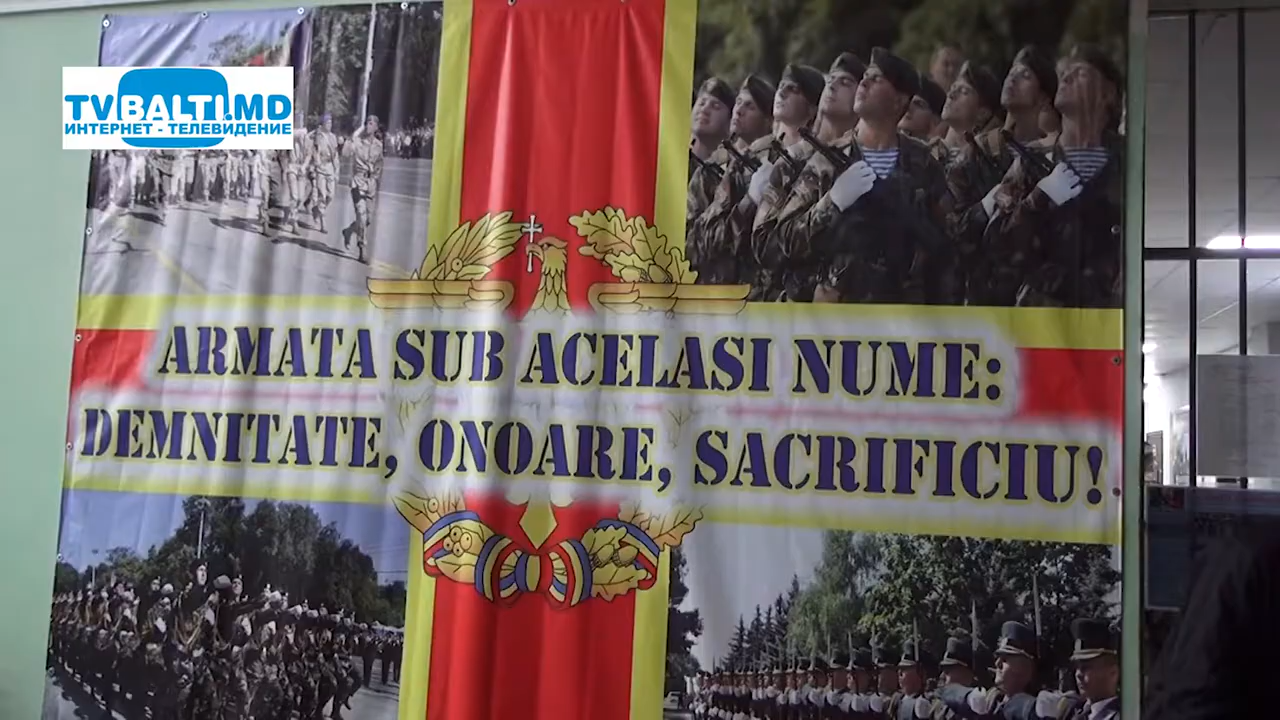 TVBALTI.MD
ИНТЕРНЕТ - ТЕЛЕВИДЕНИЕ
ARMATA SUB ACELASI NUME:
DEMNITATE, ONOARE, SACRIFICIU!